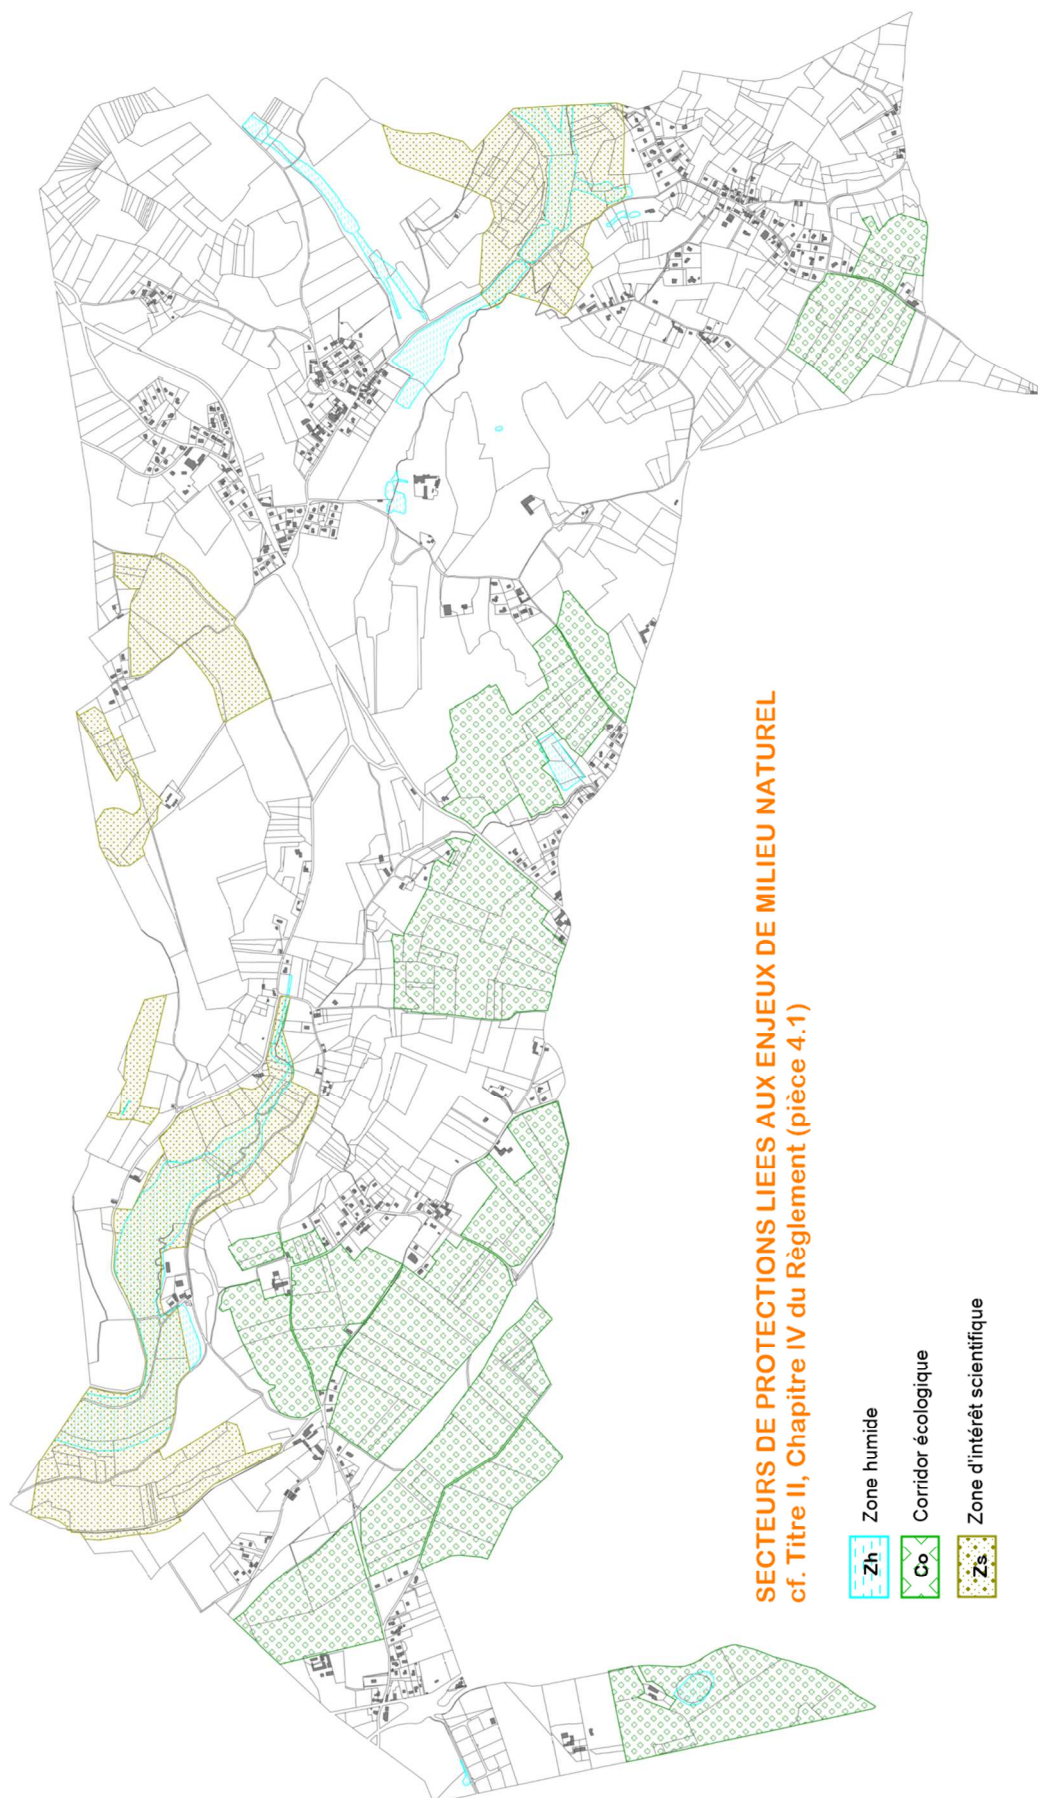 SECTEURS DE PROTECTIONS LIEES AUX ENJEUX DE MILIEU NATUREL
cf. Titre II, Chapitre IV du Règlement (pièce 4.1)
Zh Zone humide
Co Corridor écologique
Zs Zone d'intérêt scientifique